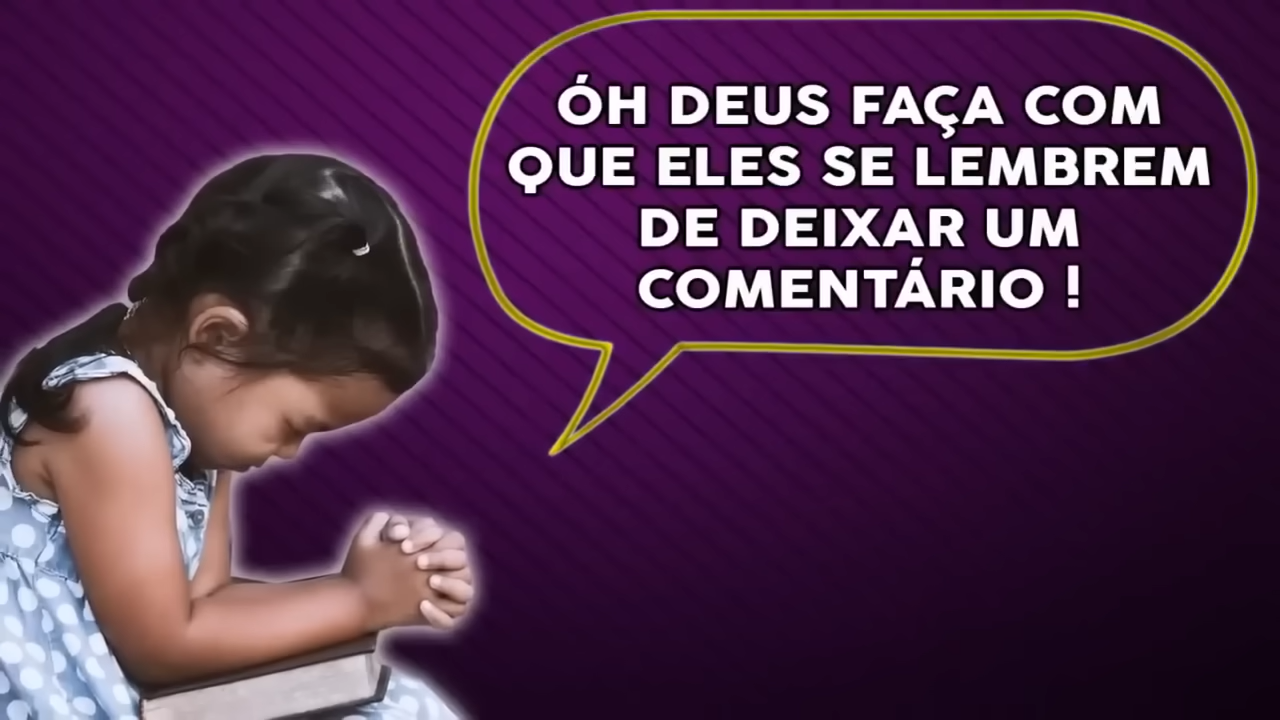 ÓH DEUS FAÇA COM
QUE ELES SE LEMBREM
DE DEIXAR UM
COMENTÁRIO !